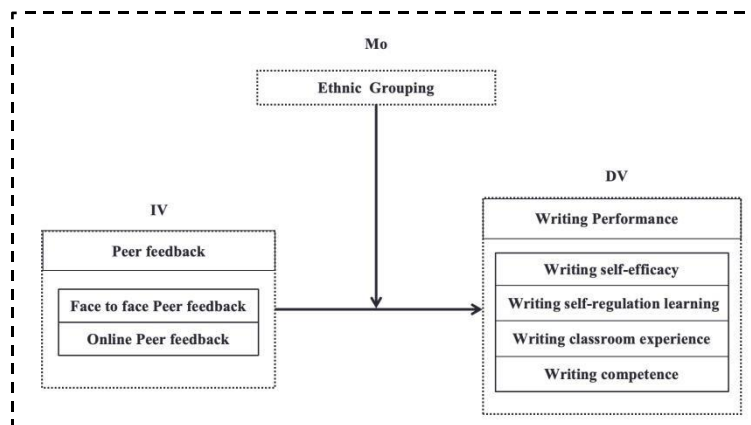 Mo
Ethnic Grouping
DV
Writing Performance
IV
Peer feedback
Face to face Peer feedback
Online Peer feedback
Writing self-efficacy
Writing self-regulation learning
Writing classroom experience
Writing competence